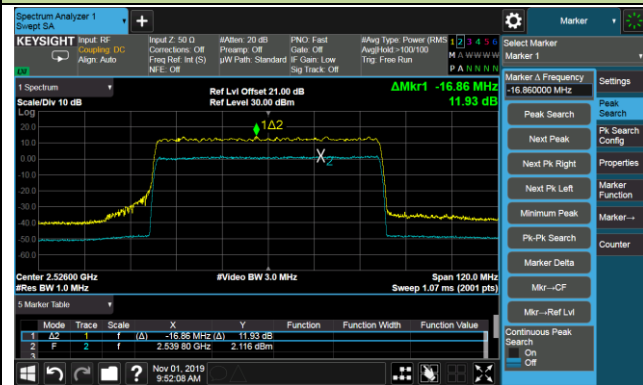 Spectrum Analyzer 1
Swept SA
Marker
KEYSIGHT
Input: RF
Coupling: DC
Align: Auto
Input Z: 50 Ω
Corrections: Off
Freq Ref: Int (S)
NFE: Off
#Atten: 20 dB
Preamp: Off
µW Path: Standard
PNO: Fast
Gate: Off
IF Gain: Low
Sig Track: Off
#Avg Type: Power (RMS
Avg|Hold:>100/100
Trig: Free Run
1 2 3 4 5 6
M A W W W W
P A N N N N
LXI
Select Marker
Marker 1
1 Spectrum
Scale/Div 10 dB
Log
Ref Lvl Offset 21.00 dB
Ref Level 30.00 dBm
ΔMkr1 -16.86 MHz
11.93 dB
20.0
10.0
0.00
-10.0
-20.0
-30.0
-40.0
-50.0
-60.0
1Δ2
X2
Center 2.52600 GHz
#Res BW 1.0 MHz
#Video BW 3.0 MHz
Span 120.0 MHz
Sweep 1.07 ms (2001 pts)
5 Marker Table
Mode Trace Scale X Y Function Function Width Function Value
1 Δ2 1 f (Δ) -16.86 MHz (Δ) 11.93 dB
2 F 2 f 2.539 80 GHz 2.116 dBm
3
Marker Δ Frequency
-16.860000 MHz
Peak Search
Next Peak
Next Pk Right
Next Pk Left
Minimum Peak
Pk-Pk Search
Marker Delta
Mkr→CF
Mkr→Ref Lvl
Continuous Peak
Search
On
Off
Settings
Peak
Search
Pk Search
Config
Properties
Marker
Function
Marker→
Counter
?
Nov 01, 2019
9:52:08 AM